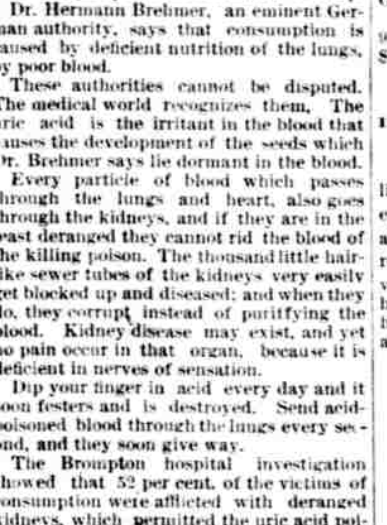 Dr. Hermann Brehmer, an eminent Ger-
man authority, says that consumption is
caused by deficient nutrition of the lungs,
by poor blood.
These authorities cannot be disputed.
The medical world recognizes them. The
uric acid is the irritant in the blood that
causes the development of the seeds which
Dr. Brehmer says lie dormant in the blood.
Every particle of blood which passes
through the lungs and heart, also goes
through the kidneys, and if they are in the
least deranged they cannot rid the blood of
the killing poison. The thousand little hair-
like sewer tubes of the kidneys very easily
get blocked up and diseased; and when they
do, they corrupt instead of puritfying the
blood. Kidney disease may exist, and yet
no pain occur in that organ, because it is
deficient in nerves of sensation.
Dip your finger in acid every day and it
soon festers and is destroyed. Send acid-
poisoned blood through the lungs every sec-
ond, and they soon give way.
The Brompton hospital investigation
showed that 52 per cent. of the victims of
consumption were afflicted with deranged
kidneys, which permitted the uric acid poi-